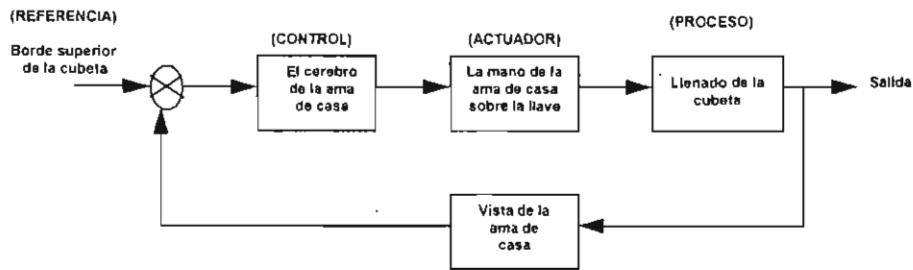 (REFERENCIA)
Borde superior
de la cubeta
(CONTROL)
El cerebro
de la ama
de casa
(ACTUADOR)
La mano de la
ama de casa
sobre la llave
(PROCESO)
Llenado de la
cubeta
Salida
Vista de la
ama de
casa